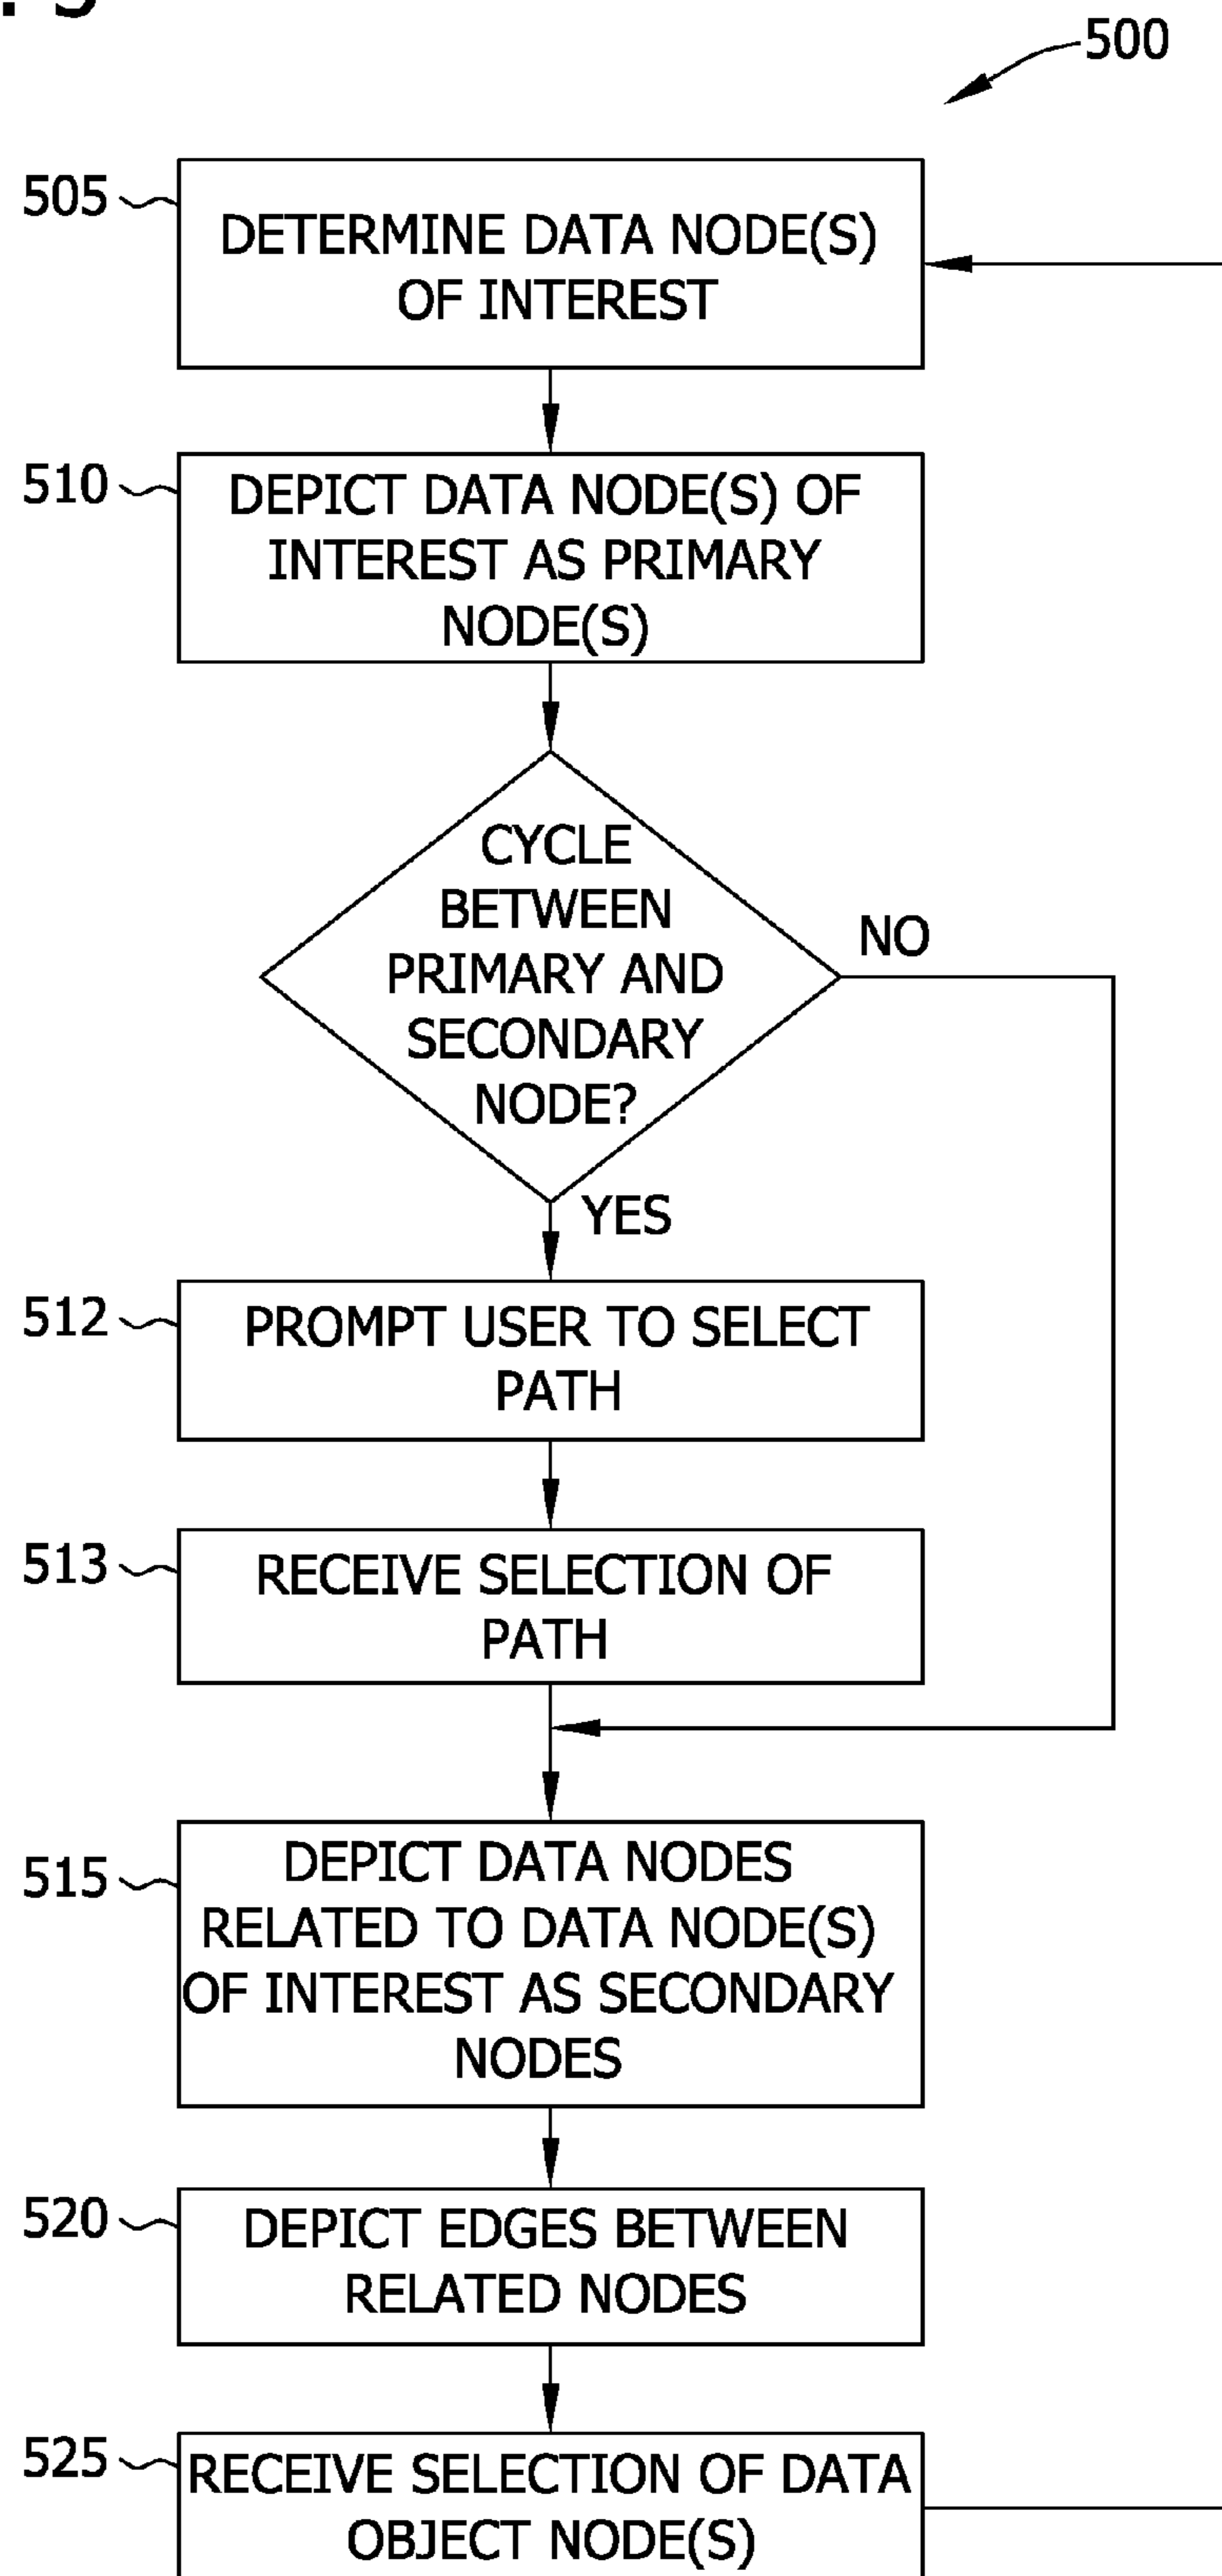 500
505
DETERMINE DATA NODE(S)
OF INTEREST
510
DEPICT DATA NODE(S) OF
INTEREST AS PRIMARY
NODE(S)
CYCLE
BETWEEN
PRIMARY AND
SECONDARY
NODE?
NO
YES
512
PROMPT USER TO SELECT
PATH
513
RECEIVE SELECTION OF
PATH
515
DEPICT DATA NODES
RELATED TO DATA NODE(S)
OF INTEREST AS SECONDARY
NODES
520
DEPICT EDGES BETWEEN
RELATED NODES
525
RECEIVE SELECTION OF DATA
OBJECT NODE(S)